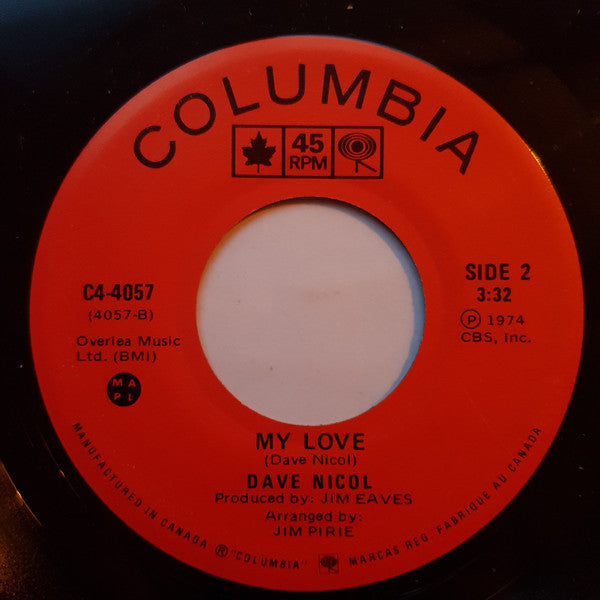 COLUMBIA
45
RPM
C4-4057
(4057-B)
Overlea Music
Ltd. (BMI)
M A
P L
SIDE 2
3:32
Ⓟ 1974
CBS, Inc.
MY LOVE
(Dave Nicol)
DAVE NICOL
Produced by: JIM EAVES
Arranged by:
JIM PIRIE
MANUFACTURED IN CANADA ® "COLUMBIA" MARCAS REG. FABRIQUE AU CANADA